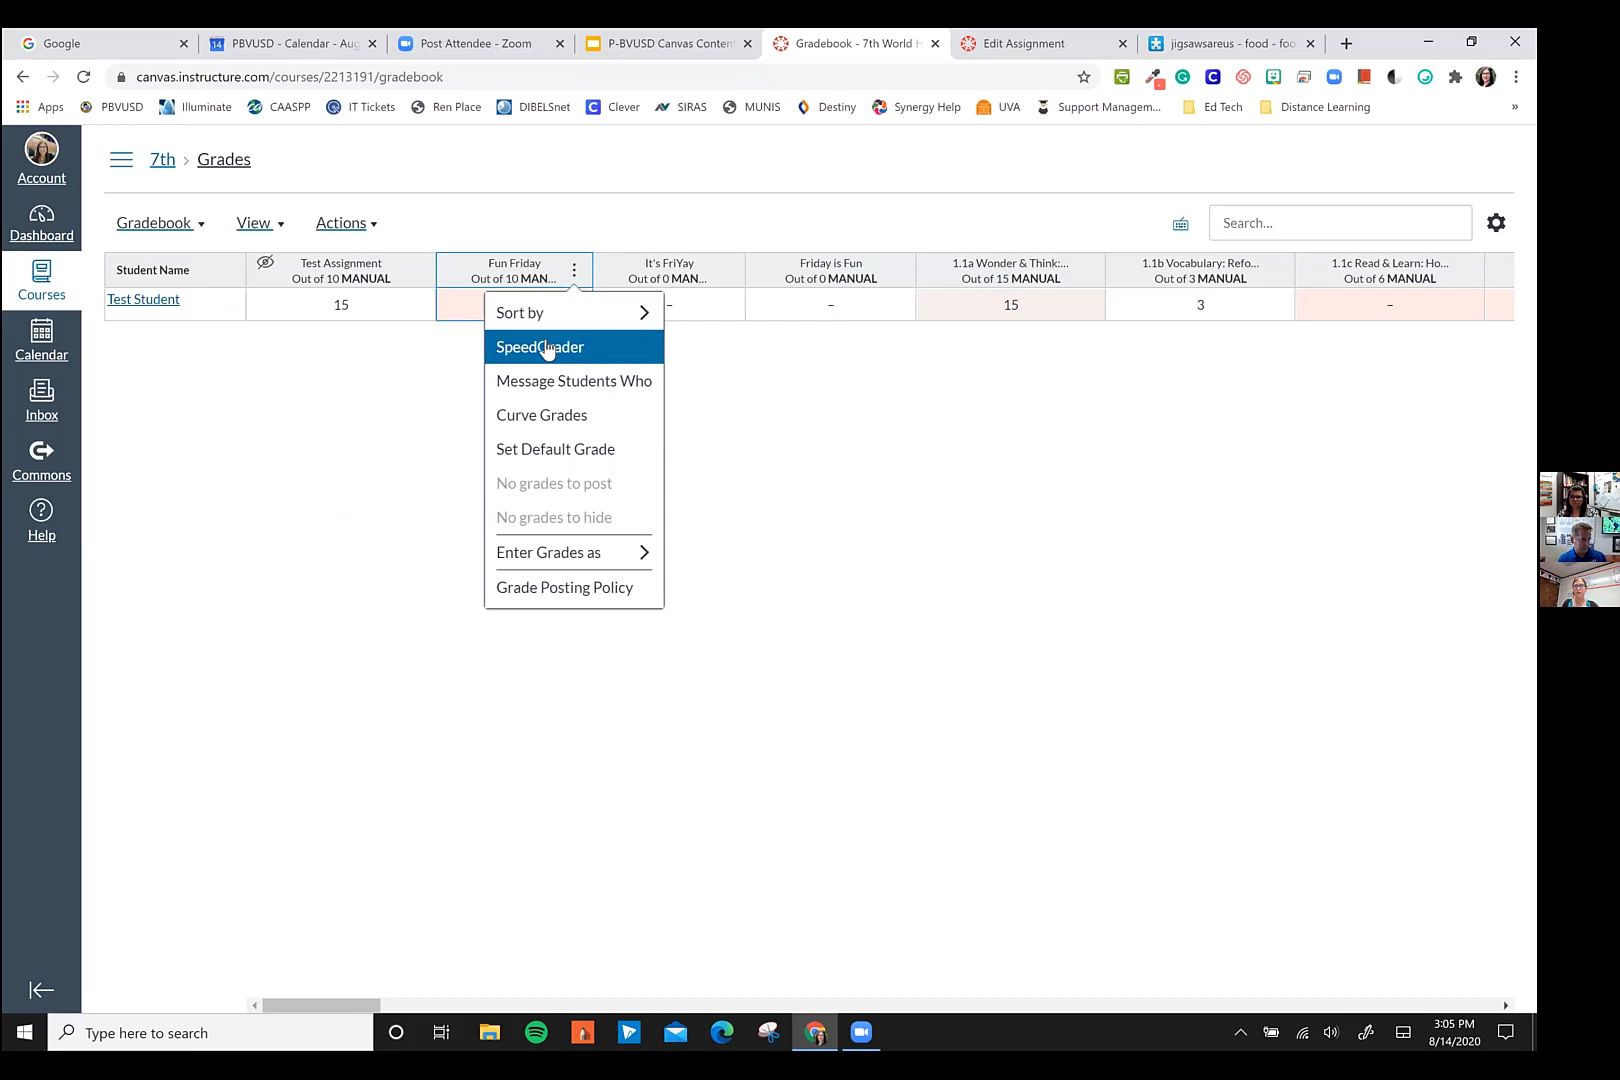 Google
PBVUSD - Calendar - Aug
Post Attendee - Zoom
P-BVUSD Canvas Content
Gradebook - 7th World H
Edit Assignment
jigsawsareus - food - foo
canvas.instructure.com/courses/2213191/gradebook
Apps
PBVUSD
Illuminate
CAASPP
IT Tickets
Ren Place
DIBELSnet
Clever
SIRAS
MUNIS
Destiny
Synergy Help
UVA
Support Managem...
Ed Tech
Distance Learning
»
Account
Dashboard
Courses
Calendar
Inbox
Commons
Help
7th › Grades
Gradebook
View
Actions
Search...
Student Name
Test Assignment
Out of 10 MANUAL
Fun Friday
Out of 10 MAN...
It's FriYay
Out of 0 MAN...
Friday is Fun
Out of 0 MANUAL
1.1a Wonder & Think:...
Out of 15 MANUAL
1.1b Vocabulary: Refo...
Out of 3 MANUAL
1.1c Read & Learn: Ho...
Out of 6 MANUAL
Test Student
15
–
–
15
3
–
Sort by
SpeedGrader
Message Students Who
Curve Grades
Set Default Grade
No grades to post
No grades to hide
Enter Grades as
Grade Posting Policy
Type here to search
3:05 PM
8/14/2020